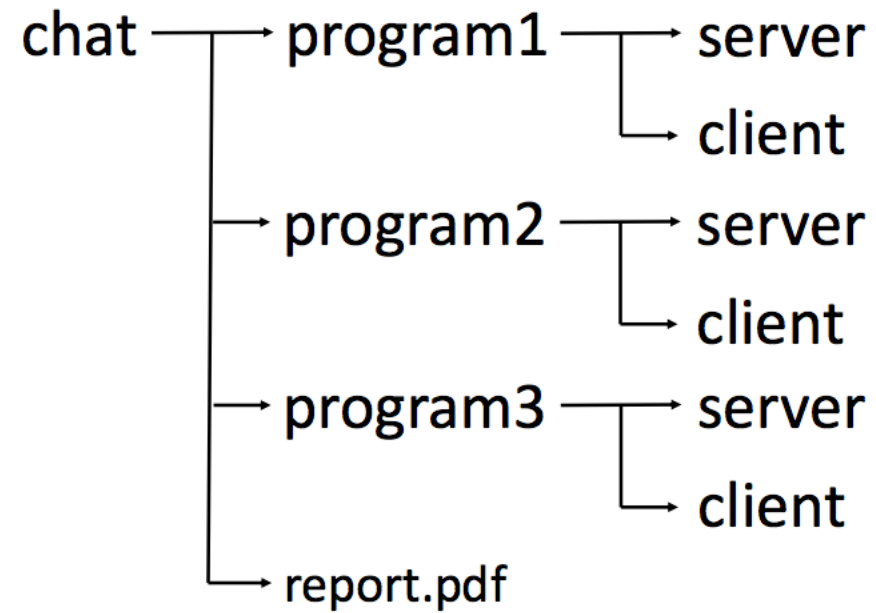 chat program1 server
client
program2 server
client
program3 server
client
report.pdf